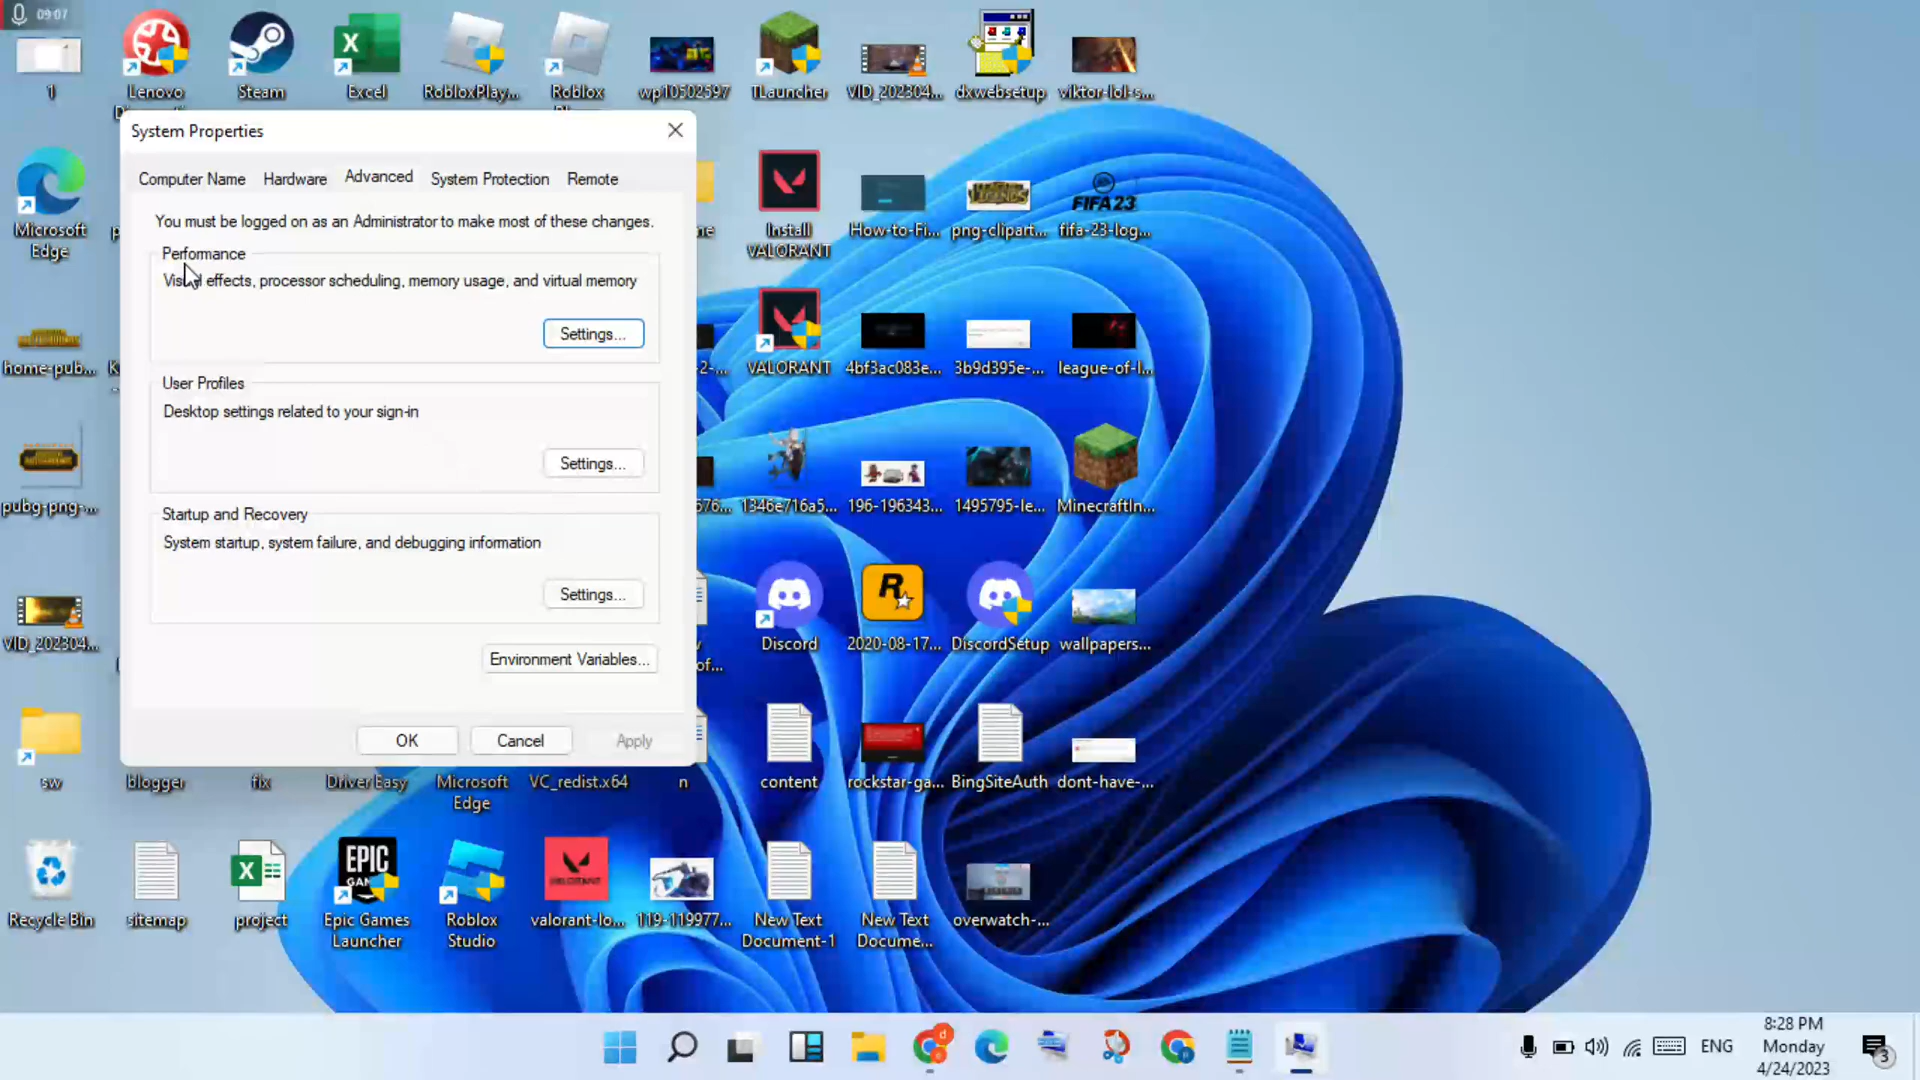 09:07
1
Lenovo
Steam
Excel
RobloxPlay...
Roblox
wp10502597
TLauncher
VID_202304...
dxwebsetup
viktor-lol-s...
System Properties
Computer Name
Hardware
Advanced
System Protection
Remote
You must be logged on as an Administrator to make most of these changes.
Performance
Visual effects, processor scheduling, memory usage, and virtual memory
Settings...
User Profiles
Desktop settings related to your sign-in
Settings...
Startup and Recovery
System startup, system failure, and debugging information
Settings...
Environment Variables...
OK
Cancel
Apply
Microsoft
Edge
Install
VALORANT
How-to-Fi...
png-clipart...
FIFA 23
fifa-23-log...
home-pub...
VALORANT
4bf3ac083e...
3b9d395e-...
league-of-l...
pubg-png-...
1346e716a5...
196-196343...
1495795-le...
MinecraftIn...
VID_202304...
Discord
2020-08-17...
DiscordSetup
wallpapers...
sw
blogger
fix
DriverEasy
Microsoft
Edge
VC_redist.x64
n
content
rockstar-ga...
BingSiteAuth
dont-have-...
Recycle Bin
sitemap
project
Epic Games
Launcher
Roblox
Studio
valorant-lo...
119-119977...
New Text
Document-1
New Text
Docume...
overwatch-...
ENG
8:28 PM
Monday
4/24/2023
3